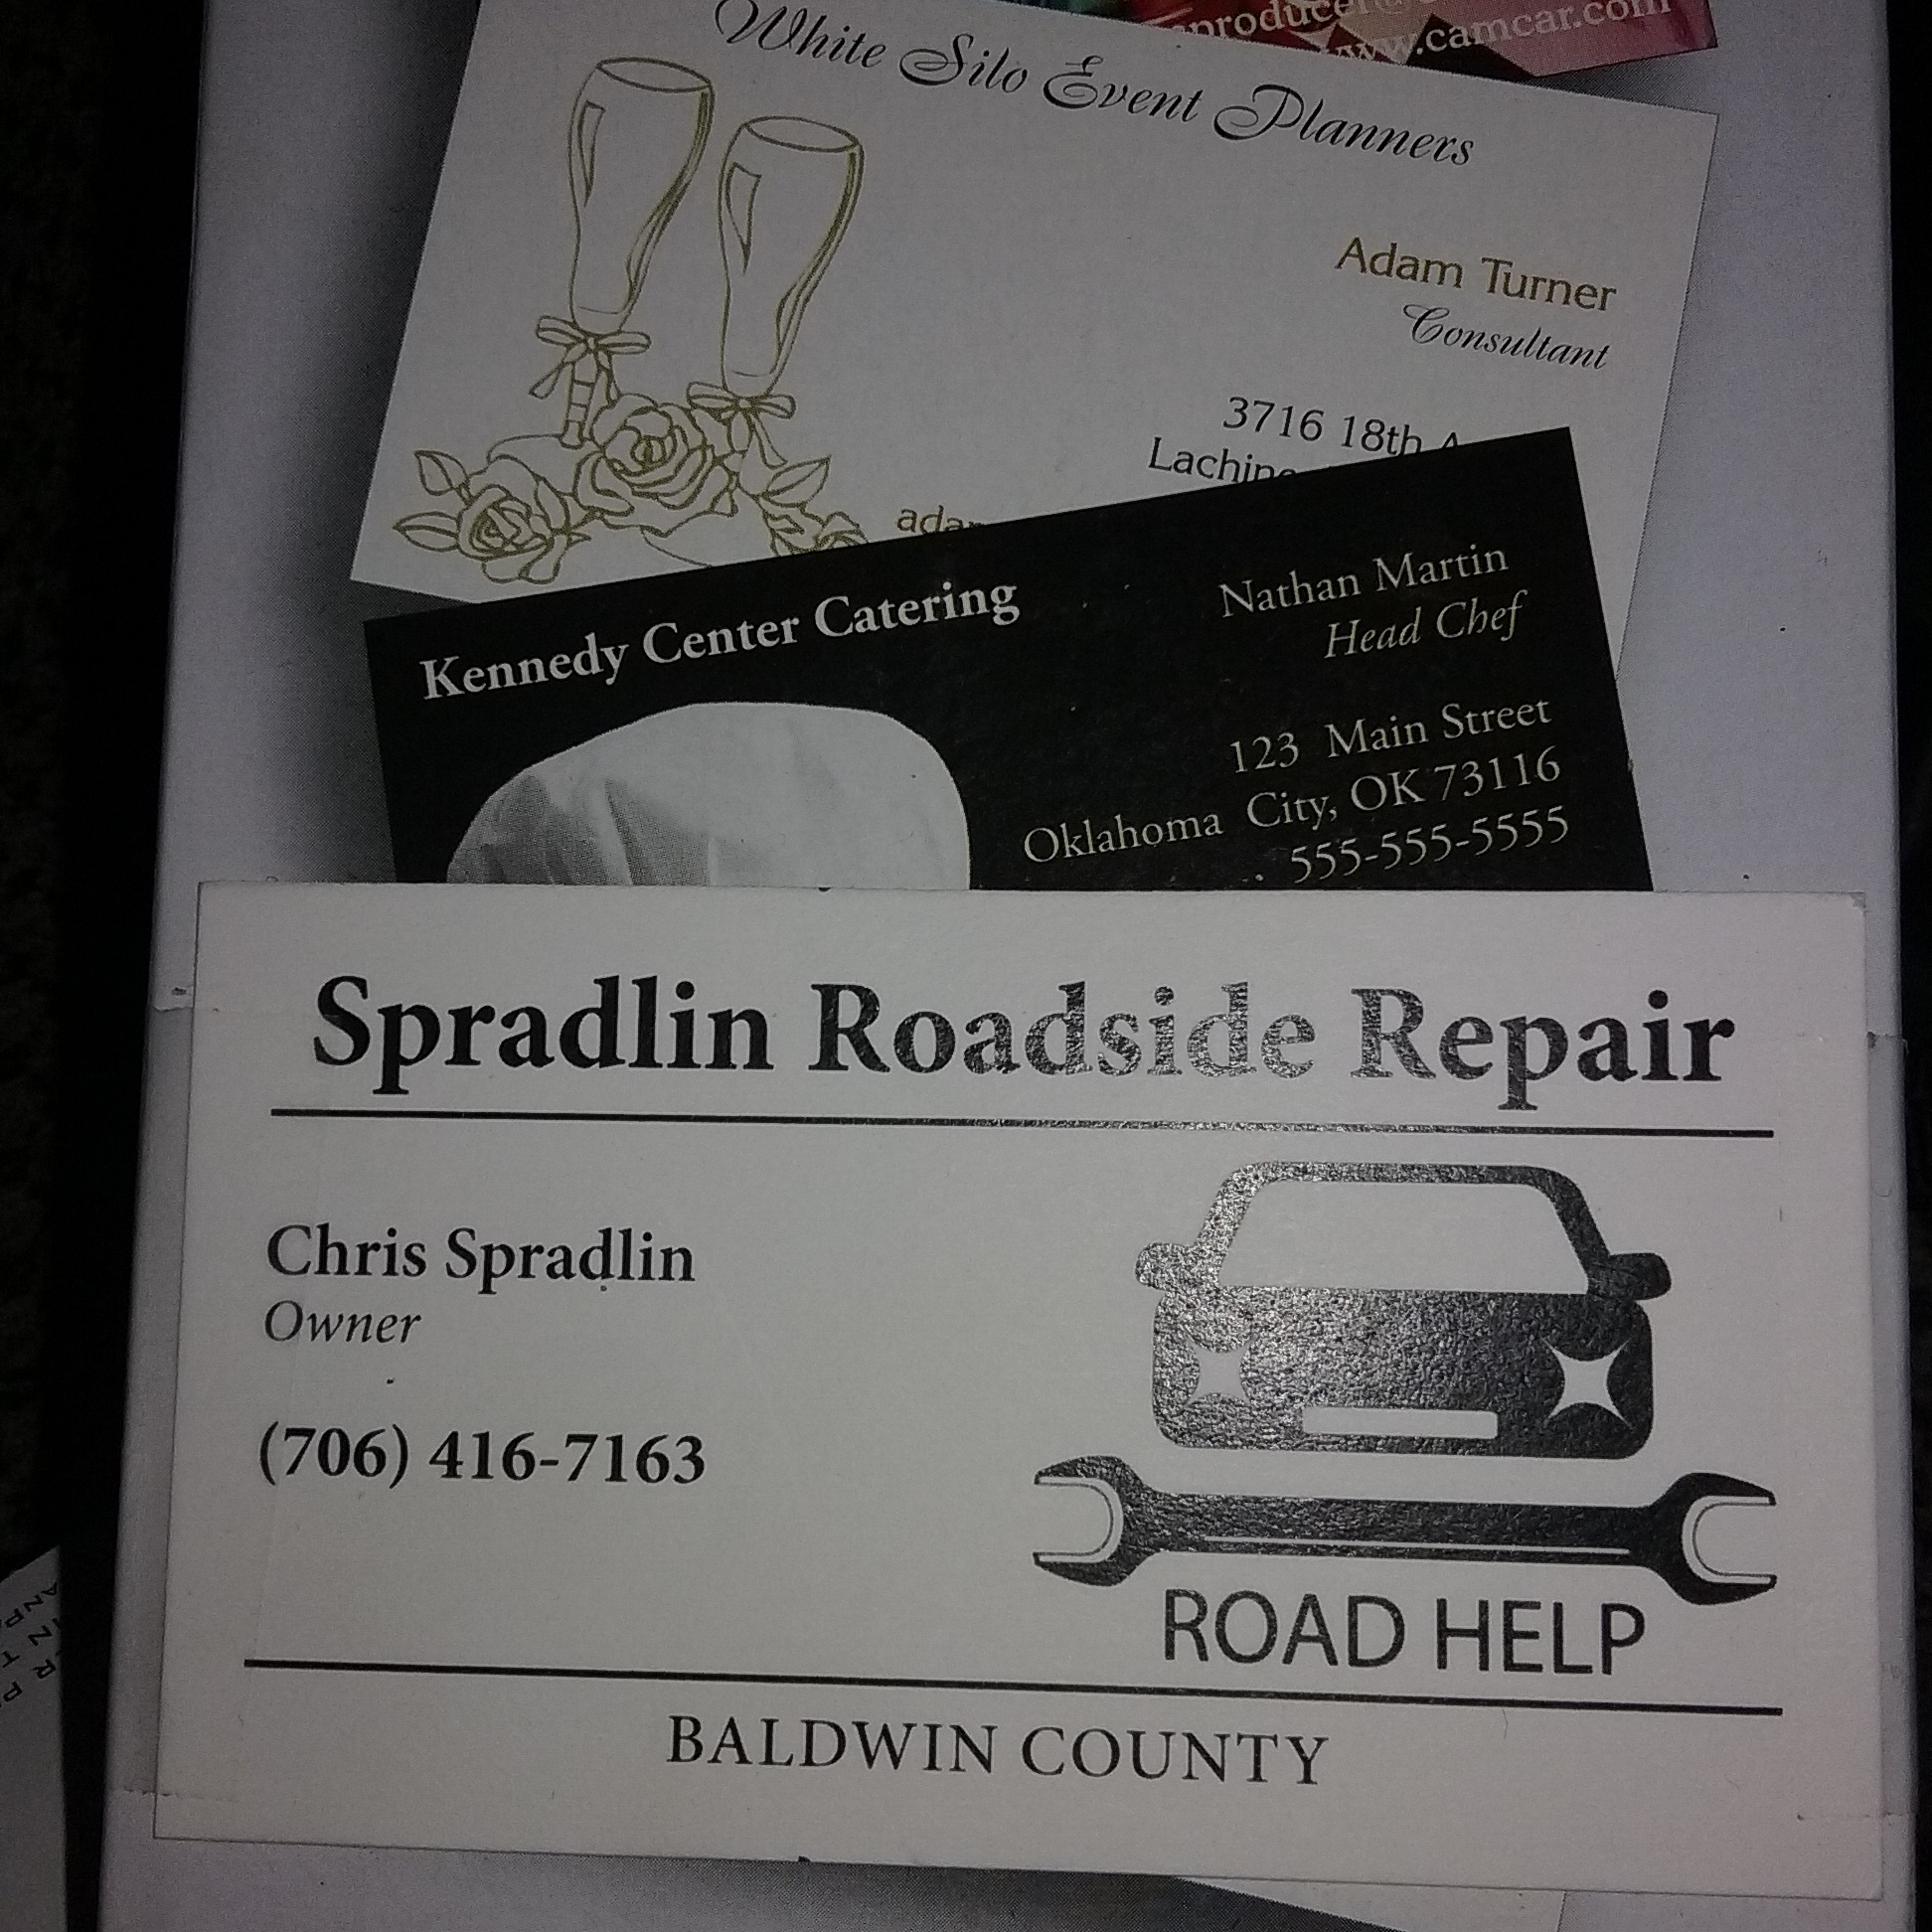 www.camcar.com
White Silo Event Planners
Adam Turner
Consultant
3716 18th
Kennedy Center Catering
Nathan Martin
Head Chef
123 Main Street
Oklahoma City, OK 73116
555-555-5555
Spradlin Roadside Repair
Chris Spradlin
Owner
(706) 416-7163
ROAD HELP
BALDWIN COUNTY